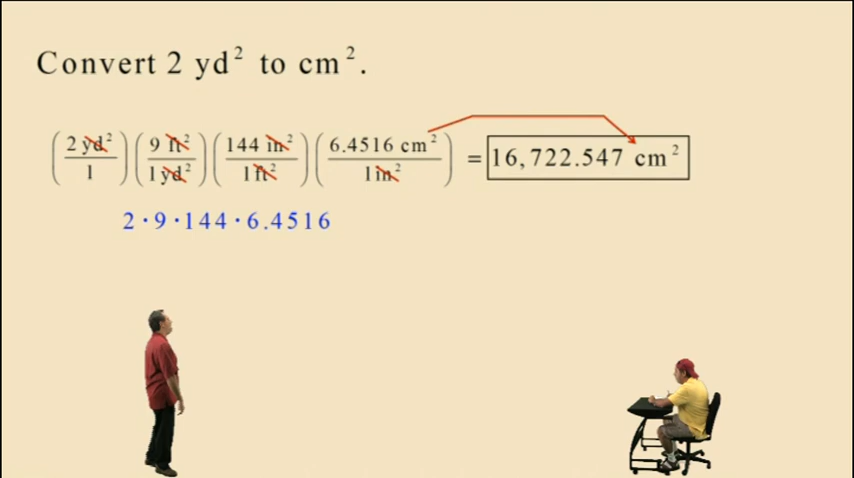 Convert 2 yd² to cm².
(2 yd²/1)(9 ft²/1 yd²)(144 in²/1 ft²)(6.4516 cm²/1 in²) = 16,722.547 cm²
2·9·144·6.4516